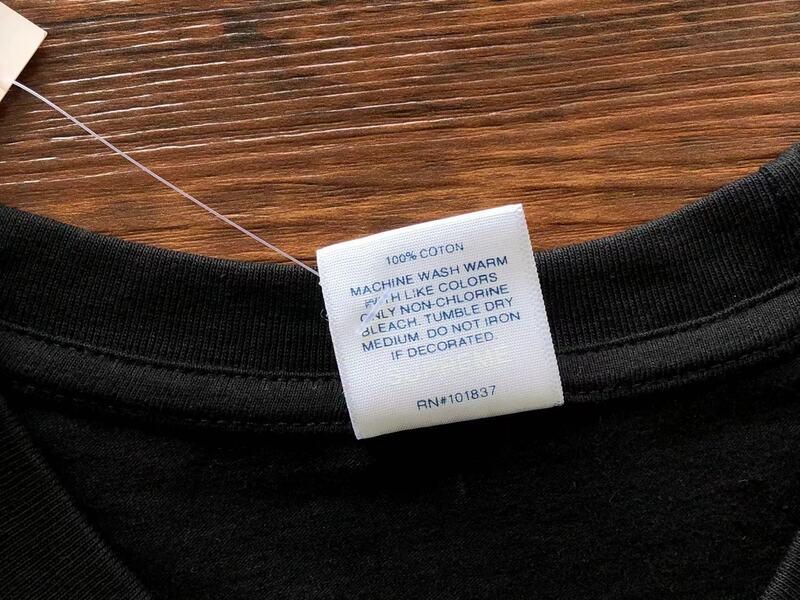 100% COTON
MACHINE WASH WARM
WITH LIKE COLORS
ONLY NON-CHLORINE
BLEACH. TUMBLE DRY
MEDIUM. DO NOT IRON
IF DECORATED.
RN#101837